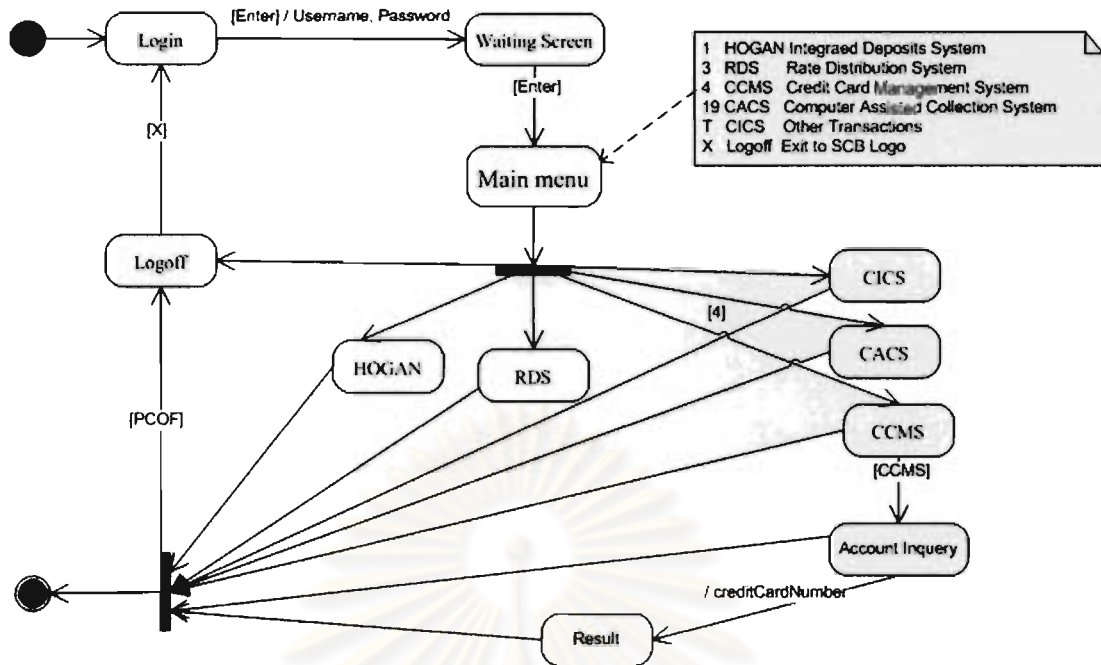 [Enter] / Username, Password
Login
Waiting Screen
1 HOGAN Integraed Deposits System
3 RDS Rate Distribution System
4 CCMS Credit Card Management System
19 CACS Computer Assisted Collection System
T CICS Other Transactions
X Logoff Exit to SCB Logo
[Enter]
[X]
Main menu
Logoff
CICS
[4]
CACS
HOGAN
RDS
[PCOF]
CCMS
[CCMS]
Account Inquery
/ creditCardNumber
Result